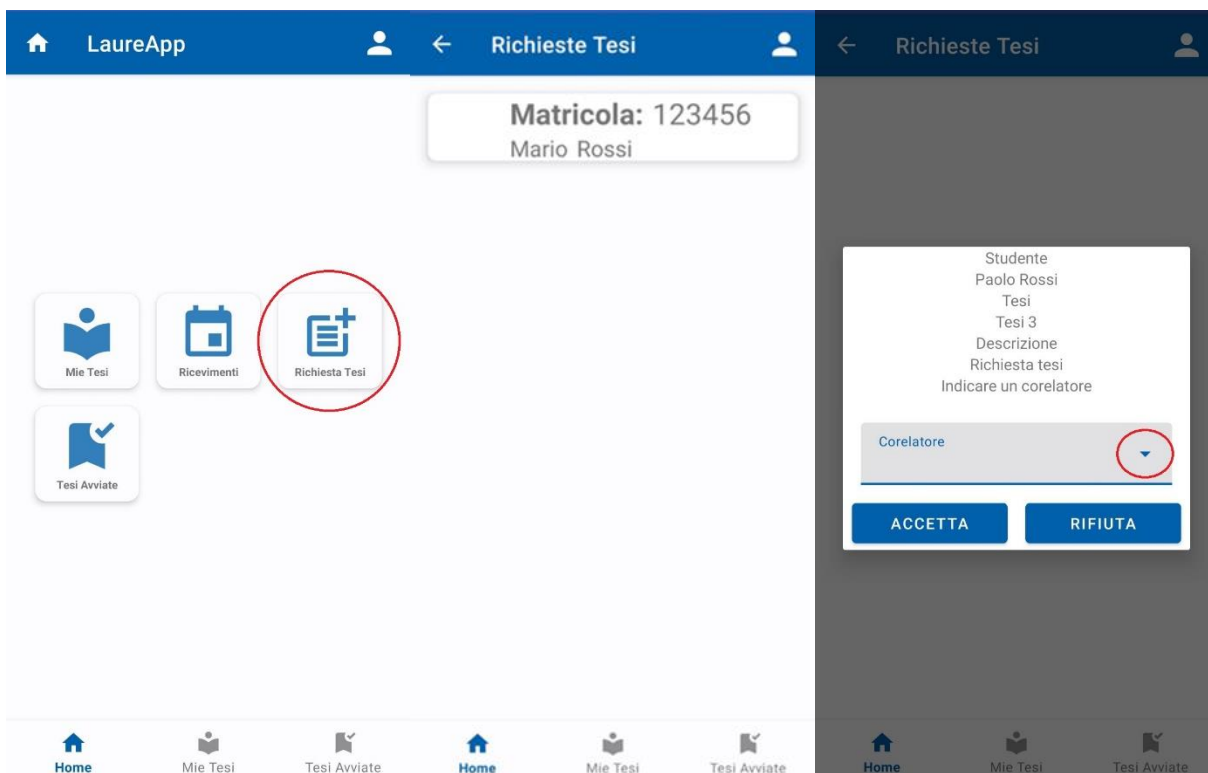 LaureApp
Mie Tesi
Ricevimenti
Richiesta Tesi
Tesi Avviate
Home
Mie Tesi
Tesi Avviate
Richieste Tesi
Matricola: 123456
Mario Rossi
Home
Mie Tesi
Tesi Avviate
Richieste Tesi
Studente
Paolo Rossi
Tesi
Tesi 3
Descrizione
Richiesta tesi
Indicare un corelatore
Corelatore
ACCETTA
RIFIUTA
Home
Mie Tesi
Tesi Avviate